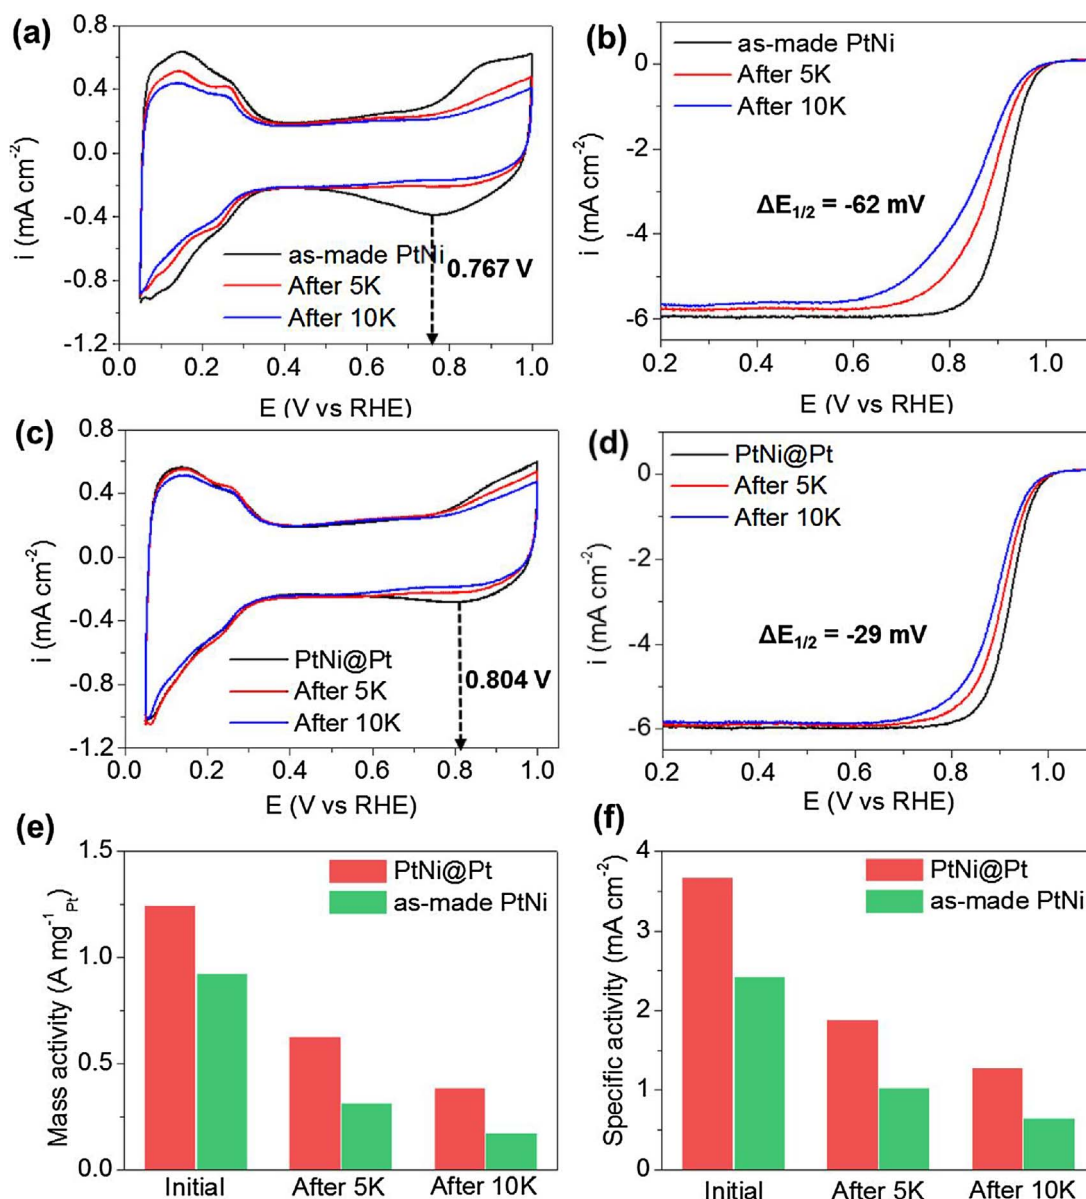 (a)
0.8
0.4
0.0
-0.4
-0.8
-1.2
i (mA cm⁻²)
as-made PtNi
After 5K
After 10K
0.767 V
0.0 0.2 0.4 0.6 0.8 1.0
E (V vs RHE)
(b)
0
-2
-4
-6
i (mA cm⁻²)
as-made PtNi
After 5K
After 10K
ΔE₁/₂ = -62 mV
0.2 0.4 0.6 0.8 1.0
E (V vs RHE)
(c)
0.8
0.4
0.0
-0.4
-0.8
-1.2
i (mA cm⁻²)
PtNi@Pt
After 5K
After 10K
0.804 V
0.0 0.2 0.4 0.6 0.8 1.0
E (V vs RHE)
(d)
0
-2
-4
-6
i (mA cm⁻²)
PtNi@Pt
After 5K
After 10K
ΔE₁/₂ = -29 mV
0.2 0.4 0.6 0.8 1.0
E (V vs RHE)
(e)
1.5
1.0
0.5
0.0
Mass activity (A mg⁻¹Pt)
PtNi@Pt
as-made PtNi
Initial After 5K After 10K
(f)
4
3
2
1
0
Specific activity (mA cm⁻²)
PtNi@Pt
as-made PtNi
Initial After 5K After 10K